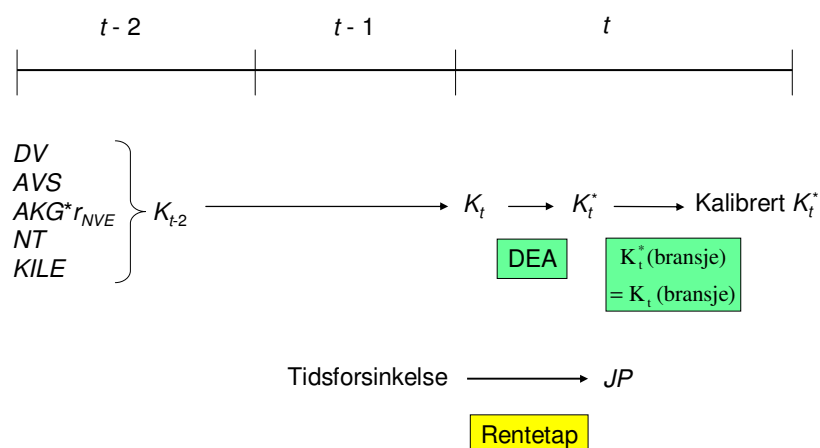 t - 2 t - 1 t
DV
AVS
AKG*r_NVE
NT
KILE
K_{t-2} K_t K_t^* Kalibrert K_t^*
DEA
K_t^* (bransje)
= K_t (bransje)
Tidsforsinkelse JP
Rentetap